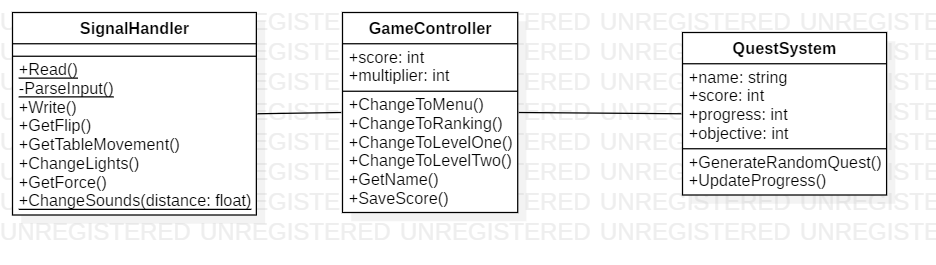 SignalHandler
+Read()
-ParseInput()
+Write()
+GetFlip()
+GetTableMovement()
+ChangeLights()
+GetForce()
+ChangeSounds(distance: float)
GameController
+score: int
+multiplier: int
+ChangeToMenu()
+ChangeToRanking()
+ChangeToLevelOne()
+ChangeToLevelTwo()
+GetName()
+SaveScore()
QuestSystem
+name: string
+score: int
+progress: int
+objective: int
+GenerateRandomQuest()
+UpdateProgress()
UNREGISTERED UNREGISTERED UNREGISTERED UNREGISTERED UNREGISTERED